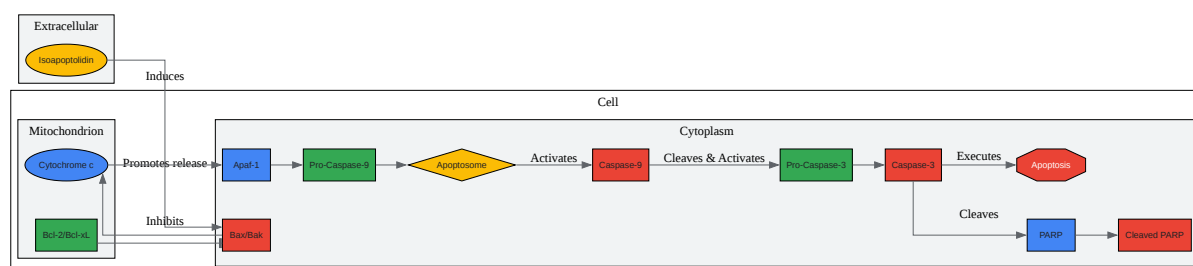 Extracellular
Isoapoptolidin
Induces
Cell
Mitochondrion
Cytoplasm
Cytochrome c
Promotes release
Apaf-1
Pro-Caspase-9
Apoptosome
Activates
Caspase-9
Cleaves & Activates
Pro-Caspase-3
Caspase-3
Executes
Apoptosis
Bcl-2/Bcl-xL
Inhibits
Bax/Bak
Cleaves
PARP
Cleaved PARP